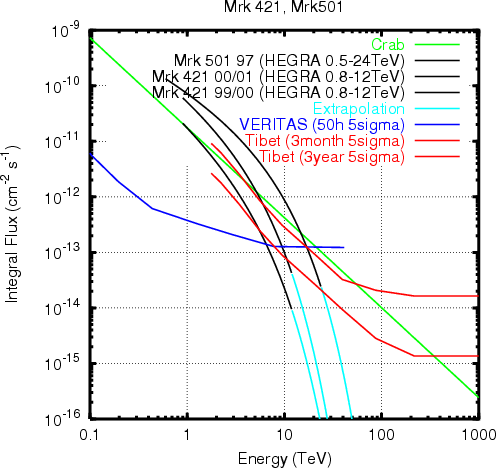 Mrk 421, Mrk501
10^-9
10^-10
10^-11
10^-12
10^-13
10^-14
10^-15
10^-16
Integral Flux (cm^-2 s^-1)
Crab
Mrk 501 97 (HEGRA 0.5-24TeV)
Mrk 421 00/01 (HEGRA 0.8-12TeV)
Mrk 421 99/00 (HEGRA 0.8-12TeV)
Extrapolation
VERITAS (50h 5sigma)
Tibet (3month 5sigma)
Tibet (3year 5sigma)
0.1 1 10 100 1000
Energy (TeV)